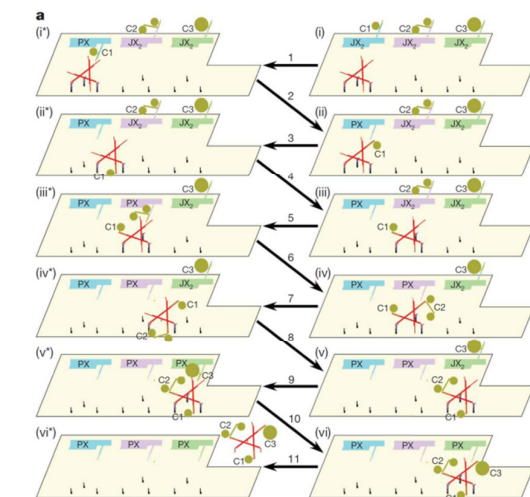 a
(i*) C2 C3
PX JX₂ JX₂
C1
1
2
(i) C1 C2 C3
JX₂ JX₂ JX₂
(ii*) C2 C3
PX JX₂ JX₂
C1
3
4
(ii) C2 C3
PX JX₂ JX₂
C1
(iii*) C3
PX PX JX₂
C1
5
6
(iii) C2 C3
PX JX₂ JX₂
C1
(iv*) C3
PX PX JX₂
C1
C2
7
8
(iv) C3
PX PX JX₂
C1 C2
(v*)
PX PX PX
C2 C3
C1
9
10
(v) C3
PX PX JX₂
C2
C1
(vi*) C2
PX PX PX C3
C1
11
(vi)
PX PX PX
C2 C3
C1